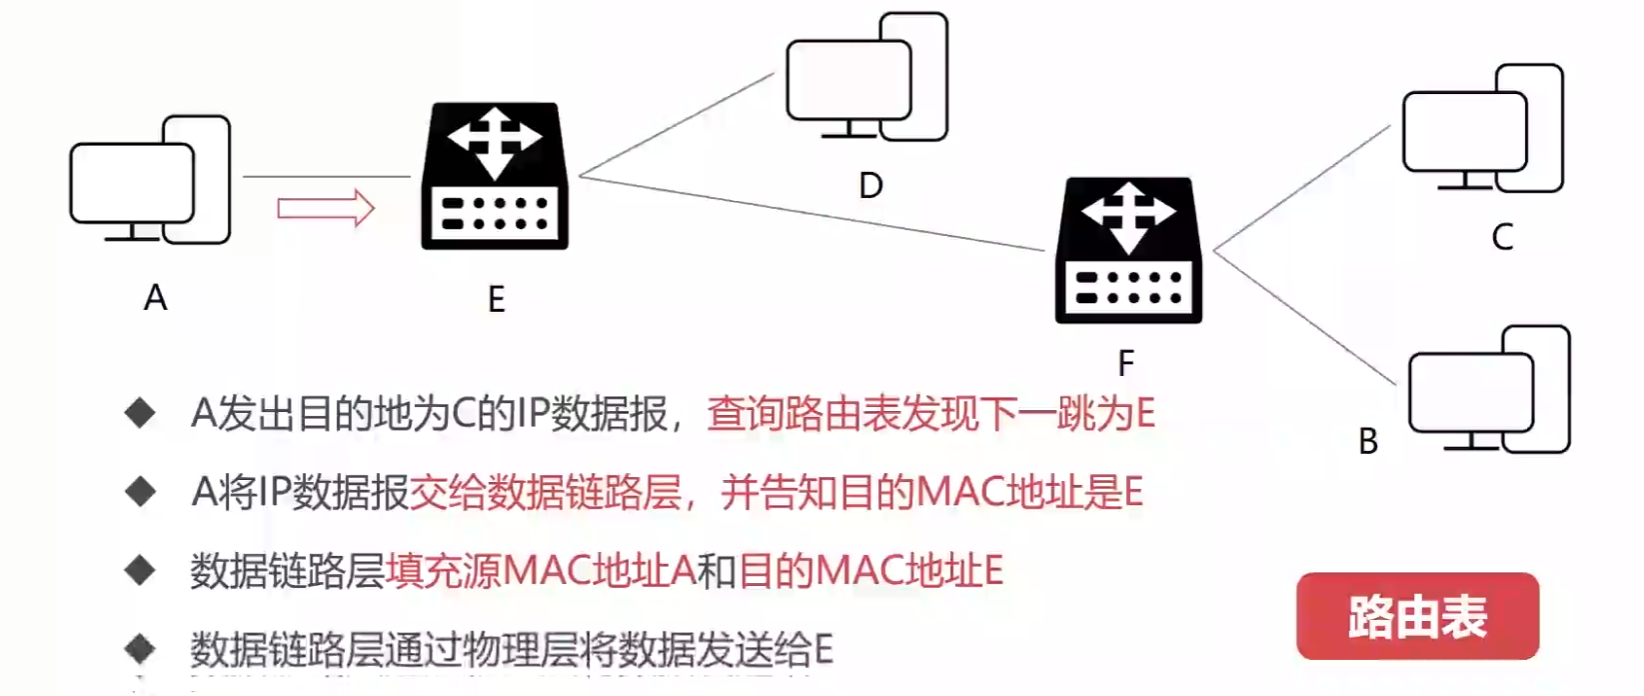 D
C
A
E
F
B
A发出目的地为C的IP数据报，查询路由表发现下一跳为E
A将IP数据报交给数据链路层，并告知目的MAC地址是E
数据链路层填充源MAC地址A和目的MAC地址E
数据链路层通过物理层将数据发送给E
路由表